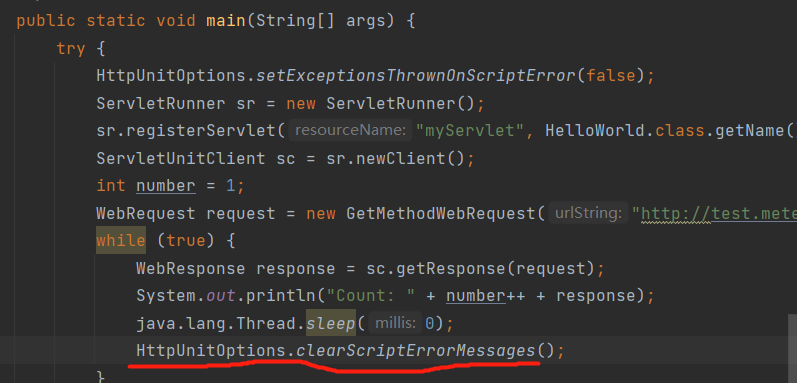 public static void main(String[] args) {
try {
HttpUnitOptions.setExceptionsThrownOnScriptError(false);
ServletRunner sr = new ServletRunner();
sr.registerServlet( resourceName: "myServlet", HelloWorld.class.getName(
ServletUnitClient sc = sr.newClient();
int number = 1;
WebRequest request = new GetMethodWebRequest( urlString: "http://test.mete
while (true) {
WebResponse response = sc.getResponse(request);
System.out.println("Count: " + number++ + response);
java.lang.Thread.sleep( millis: 0);
HttpUnitOptions.clearScriptErrorMessages();
}